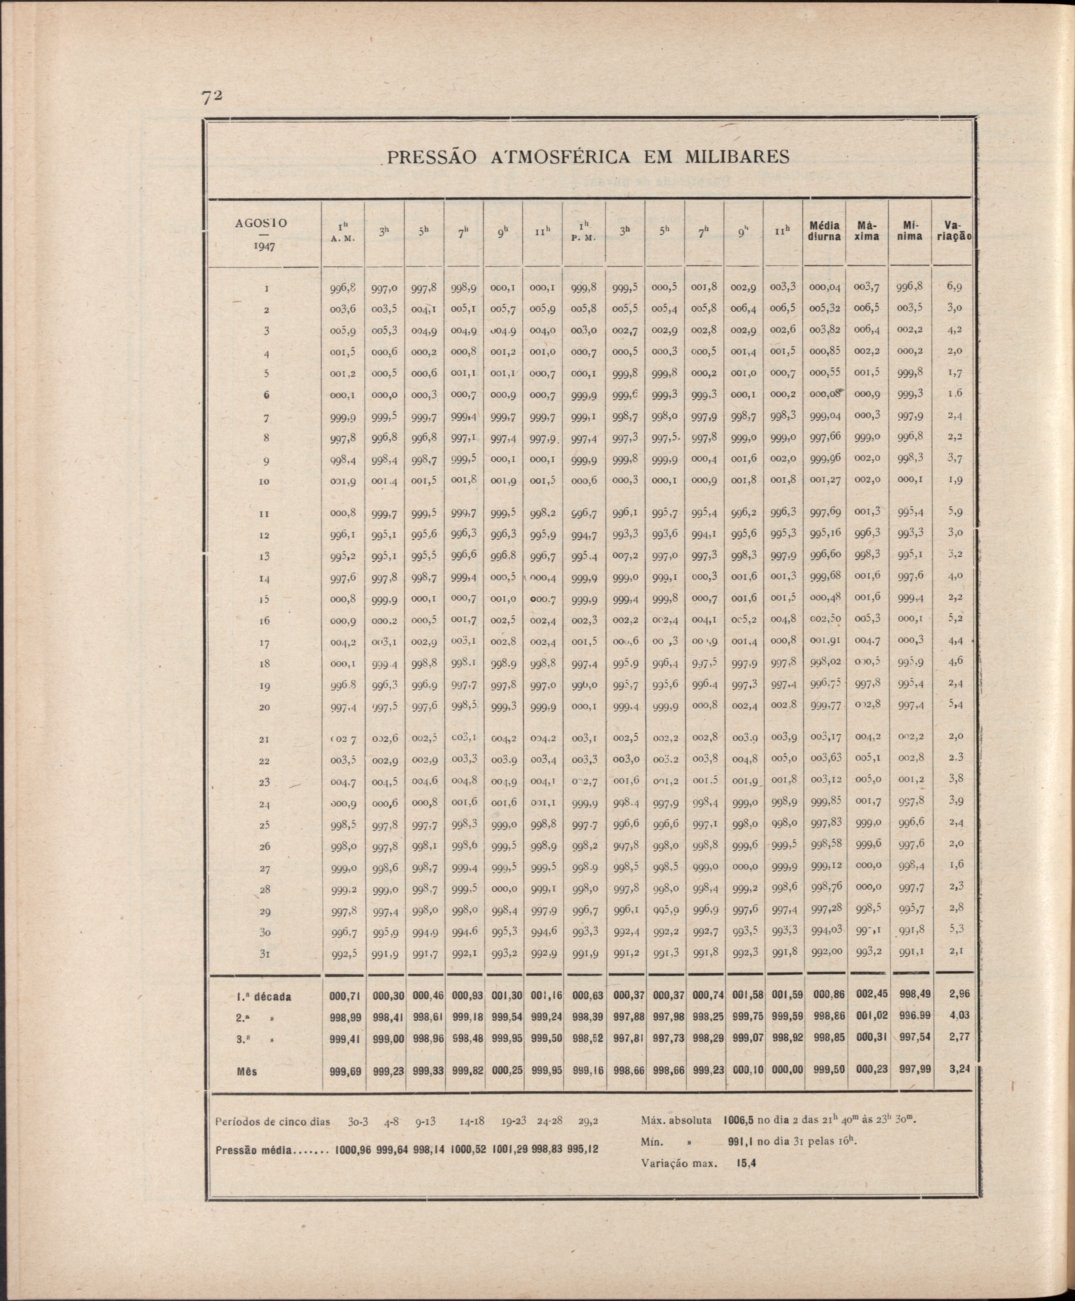 72
PRESSÃO ATMOSFÉRICA EM MILIBARES
AGOSTO — 1947 1h A. M. 3h 5h 7h 9h 11h 1h P. M. 3h 5h 7h 9h 11h Média diurna Má-xima Mí-nima Va-riação
1 996,8 997,0 997,8 998,9 000,1 000,1 999,8 999,5 000,5 001,8 002,9 003,3 000,04 003,7 996,8 6,9
2 003,6 003,5 004,1 005,1 005,7 005,9 005,8 005,5 005,4 005,8 006,4 006,5 005,32 006,5 003,5 3,0
3 005,9 005,3 004,9 004,9 004.9 004,0 003,0 002,7 002,9 002,8 002,9 002,6 003,82 006,4 002,2 4,2
4 001,5 000,6 000,2 000,8 001,2 001,0 000,7 000,5 000,3 000,5 001,4 001,5 000,85 002,2 000,2 2,0
5 001,2 000,5 000,6 001,1 001,1 000,7 000,1 999,8 999,8 000,2 001,0 000,7 000,55 001,5 999,8 1,7
6 000,1 000,0 000,3 000,7 000,9 000,7 999,9 999,6 999,3 999,3 000,1 000,2 000,08 000,9 999,3 1.6
7 999,9 999,5 999,7 999,4 999,7 999,7 999,1 998,7 998,0 997,9 998,7 998,3 999,04 000,3 997,9 2,4
8 997,8 996,8 996,8 997,1 997,4 997,9 997,4 997,3 997,5 997,8 999,0 999,0 997,66 999,0 996,8 2,2
9 998,4 998,4 998,7 999,5 000,1 000,1 999,9 999,8 999,9 000,4 001,6 002,0 999,96 002,0 998,3 3,7
10 001,9 001.4 001,5 001,8 001,9 001,5 000,6 000,3 000,1 000,9 001,8 001,8 001,27 002,0 000,1 1,9
11 000,8 999,7 999,5 999,7 999,5 998,2 996,7 996,1 995,7 995,4 996,2 996,3 997,69 001,3 995,4 5,9
12 996,1 995,1 995,6 996,3 996,3 995,9 994,7 993,3 993,6 994,1 995,6 995,3 995,16 996,3 993,3 3,0
13 995,2 995,1 995,5 996,6 996,8 996,7 995.4 007,2 997,0 997,3 998,3 997,9 996,60 998,3 995,1 3,2
14 997,6 997,8 998,7 999,4 000,5 000,4 999,9 999,0 999,1 000,3 001,6 001,3 999,68 001,6 997,6 4,0
15 000,8 999,9 000,1 000,7 001,0 000,7 999,9 999,4 999,8 000,7 001,6 001,5 000,48 001,6 999,4 2,2
16 000,9 000,2 000,5 001,7 002,5 002,4 002,3 002,2 002,4 004,1 005,2 004,8 002,50 005,3 000,1 5,2
17 004,2 003,1 002,9 003,1 002,8 002,4 001,5 001,4 000,8 001,91 004,7 000,3 4,4
18 000,1 999 4 998,8 998,1 998,9 998,8 997,4 995,9 996,4 997,5 997,9 997,8 998,02 000,5 995,9 4,6
19 996.8 996,3 996,9 997,7 997,8 997,0 996,0 995,7 995,6 996.4 997,3 997,4 996,75 997,8 995,4 2,4
20 997,4 997,5 997,6 998,5 999,3 999,9 000,1 999,4 999,9 000,8 002,4 002.8 999,77 002,8 997,4 5,4
21 002 7 002,6 002,5 003,1 004,2 004,2 003,1 002,5 002,2 002,8 003.9 003,9 003,17 004,2 002,2 2,0
22 003,5 002,9 002,9 003,3 003,9 003,4 003,3 003,0 003,2 003,8 004,8 005,0 003,63 005,1 002,8 2.3
23 004,7 004,5 004,6 004,8 004,9 004,1 002,7 001,6 001,2 001,5 001,9 001,8 003,12 005,0 001,2 3,8
24 000,9 000,6 000,8 001,6 001,6 001,1 999,9 998,4 997,9 998,4 999,0 998,9 999,85 001,7 997,8 3,9
25 998,5 997,8 997,7 998,3 999,0 998,8 997,7 996,6 996,6 997,1 998,0 998,0 997,83 999,0 996,6 2,4
26 998,0 997,8 998,1 998,6 999,5 998,9 998,2 997,8 998,0 998,8 999,6 999,5 998,58 999,6 997,6 2,0
27 999,0 998,6 998,7 999,4 999,5 999,5 998.9 998,5 998,5 999,0 000,0 999,9 999,12 000,0 998,4 1,6
28 999,2 999,0 998,7 999,5 000,0 999,1 998,0 997,8 998,0 998,4 999,2 998,6 998,76 000,0 997,7 2,3
29 997,8 997,4 998,0 998,0 998,4 997,9 996,7 996,1 995,9 996,9 997,6 997,4 997,28 998,5 995,7 2,8
30 996,7 995,9 994,9 994,6 995,3 994,6 993,3 992,4 992,2 992,7 993,5 993,3 994,03 991,8 5,3
31 992,5 991,9 991,7 992,1 993,2 992,9 991,9 991,2 991,3 991,8 992,3 991,8 992,00 993,2 991,1 2,1
1.ª década 000,71 000,30 000,46 000,93 001,30 001,16 000,63 000,37 000,37 000,74 001,58 001,59 000,86 002,45 998,49 2,96
2.ª » 998,99 998,41 998,61 999,18 999,54 999,24 998,39 997,88 997,98 998,25 999,75 999,59 998,86 001,02 996.99 4,03
3.ª » 999,41 999,00 998,96 998,48 999,95 999,50 998,52 997,81 997,73 998,29 999,07 998,92 998,85 000,31 997,54 2,77
Mês 999,69 999,23 999,33 999,82 000,25 999,95 999,16 998,66 998,66 999,23 000,10 000,00 999,50 000,23 997,99 3,24
Períodos de cinco dias 30-3 4-8 9-13 14-18 19-23 24-28 29,2
Pressão média....... 1000,96 999,64 998,14 1000,52 1001,29 998,83 995,12
Máx. absoluta 1006,5 no dia 2 das 21h 40m às 23h 30m.
Mín. » 991,1 no dia 31 pelas 16h.
Variação max. 15,4